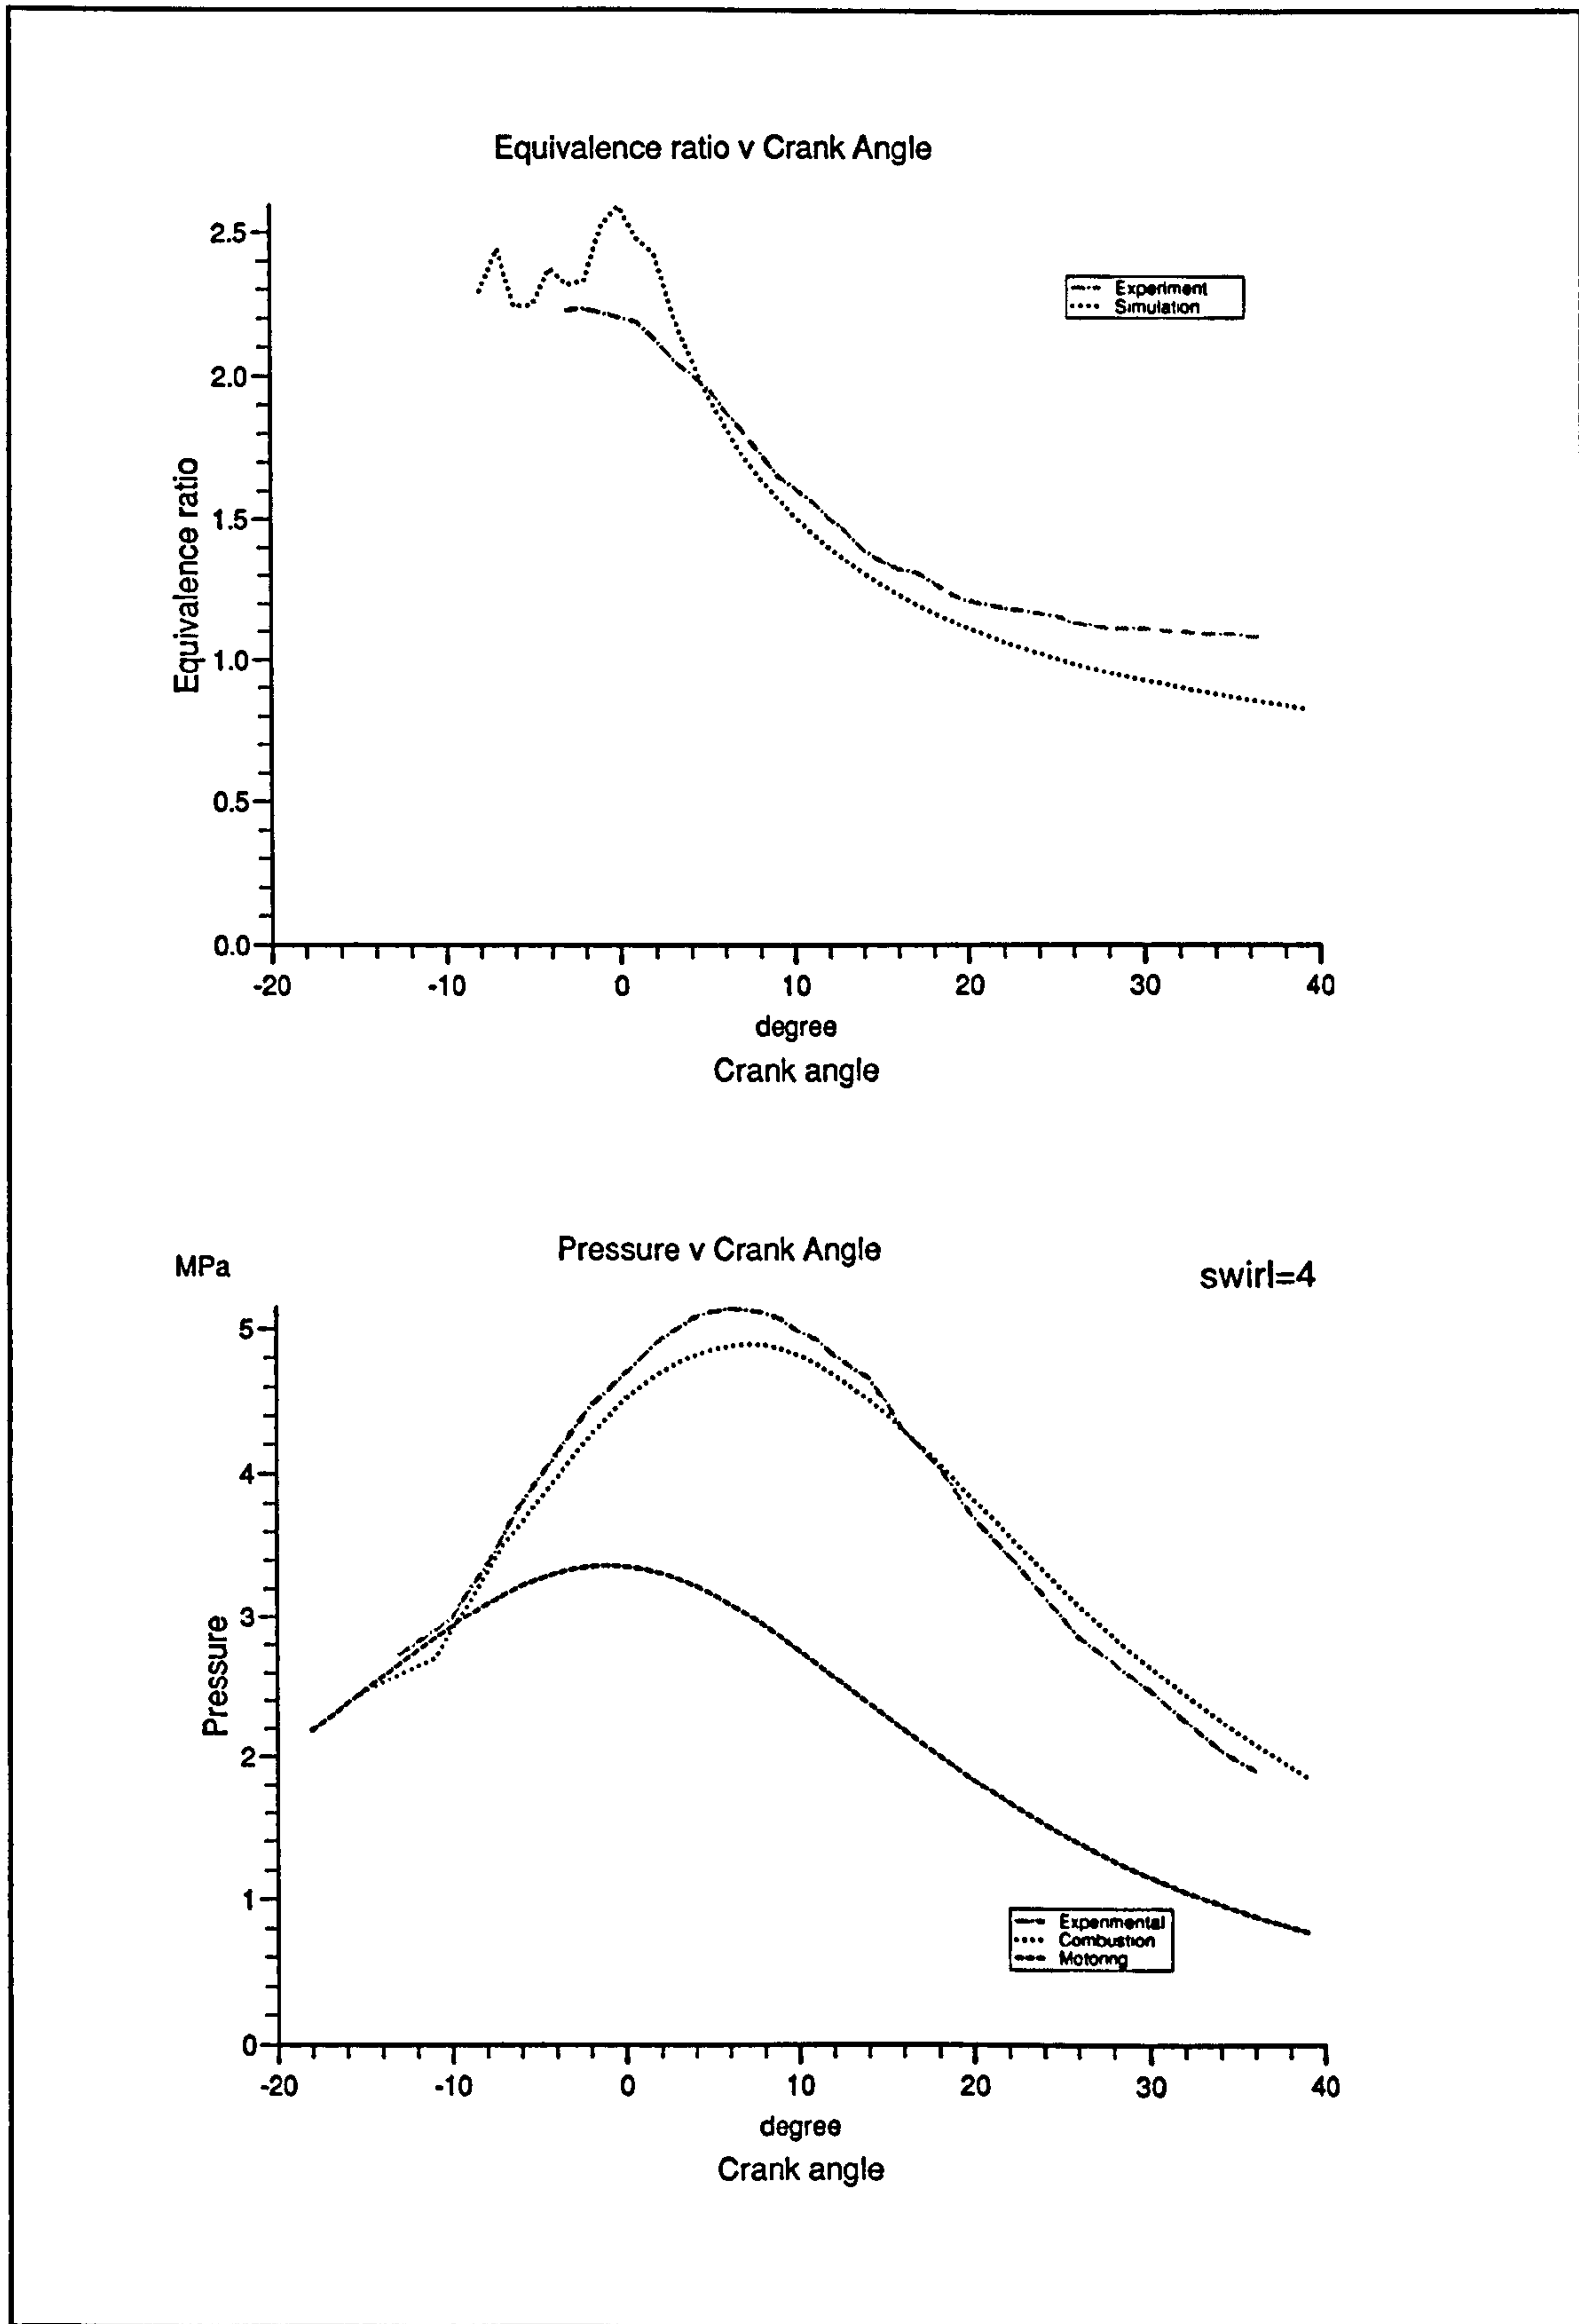 Equivalence ratio v Crank Angle
2.5
2.0
1.5
1.0
0.5
0.0
Equivalence ratio
Experiment
Simulation
-20 -10 0 10 20 30 40
degree
Crank angle
Pressure v Crank Angle
MPa
swirl=4
5
4
3
2
1
0
Pressure
Experimental
Combustion
Motoring
-20 -10 0 10 20 30 40
degree
Crank angle